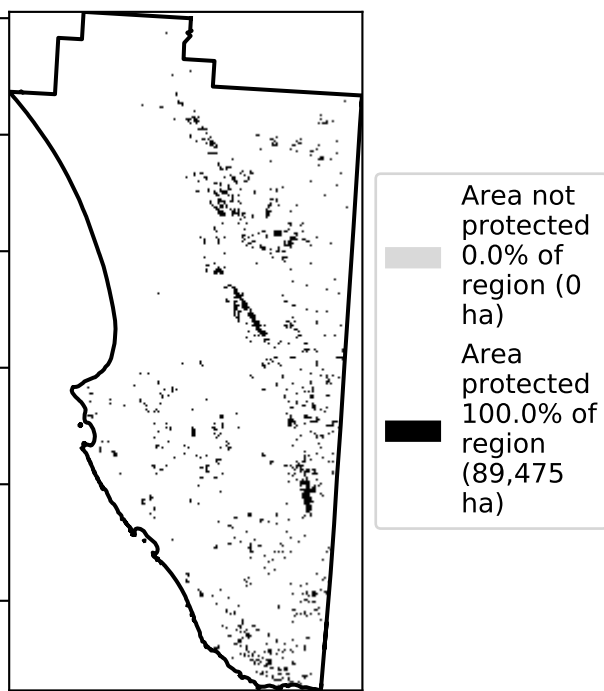 Area not
protected
0.0% of
region (0
ha)
Area
protected
100.0% of
region
(89,475
ha)